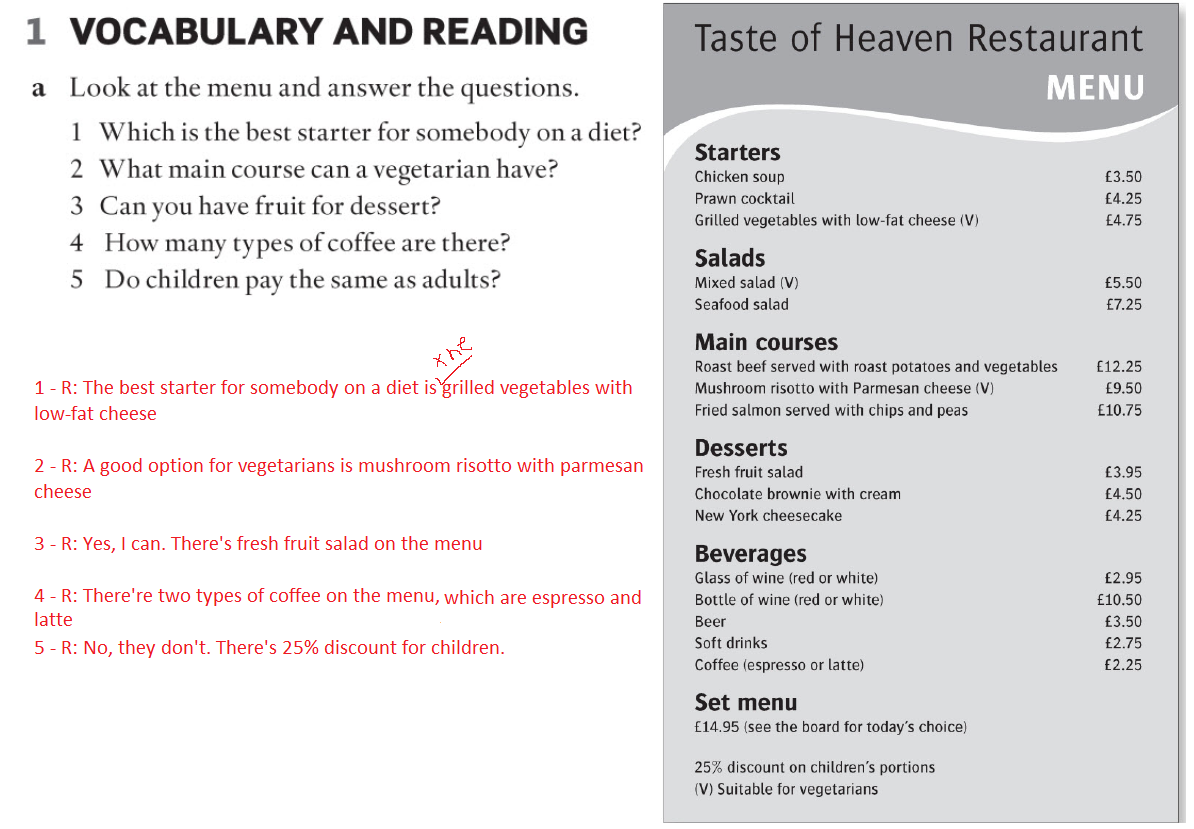 1 VOCABULARY AND READING
a Look at the menu and answer the questions.
1 Which is the best starter for somebody on a diet?
2 What main course can a vegetarian have?
3 Can you have fruit for dessert?
4 How many types of coffee are there?
5 Do children pay the same as adults?
the
1 - R: The best starter for somebody on a diet is grilled vegetables with
low-fat cheese
2 - R: A good option for vegetarians is mushroom risotto with parmesan
cheese
3 - R: Yes, I can. There's fresh fruit salad on the menu
4 - R: There're two types of coffee on the menu, which are espresso and
latte
5 - R: No, they don't. There's 25% discount for children.
Taste of Heaven Restaurant
MENU
Starters
Chicken soup £3.50
Prawn cocktail £4.25
Grilled vegetables with low-fat cheese (V) £4.75
Salads
Mixed salad (V) £5.50
Seafood salad £7.25
Main courses
Roast beef served with roast potatoes and vegetables £12.25
Mushroom risotto with Parmesan cheese (V) £9.50
Fried salmon served with chips and peas £10.75
Desserts
Fresh fruit salad £3.95
Chocolate brownie with cream £4.50
New York cheesecake £4.25
Beverages
Glass of wine (red or white) £2.95
Bottle of wine (red or white) £10.50
Beer £3.50
Soft drinks £2.75
Coffee (espresso or latte) £2.25
Set menu
£14.95 (see the board for today's choice)
25% discount on children's portions
(V) Suitable for vegetarians